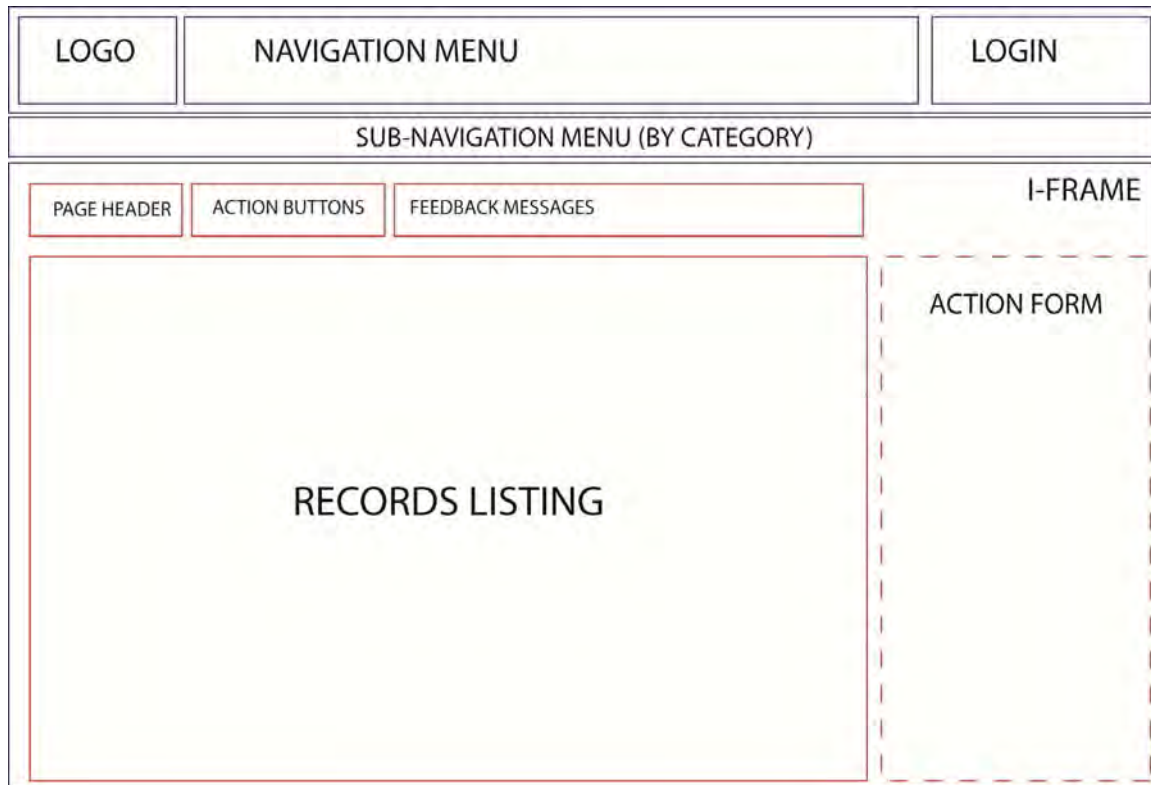 LOGO
NAVIGATION MENU
LOGIN
SUB-NAVIGATION MENU (BY CATEGORY)
I-FRAME
PAGE HEADER
ACTION BUTTONS
FEEDBACK MESSAGES
ACTION FORM
RECORDS LISTING